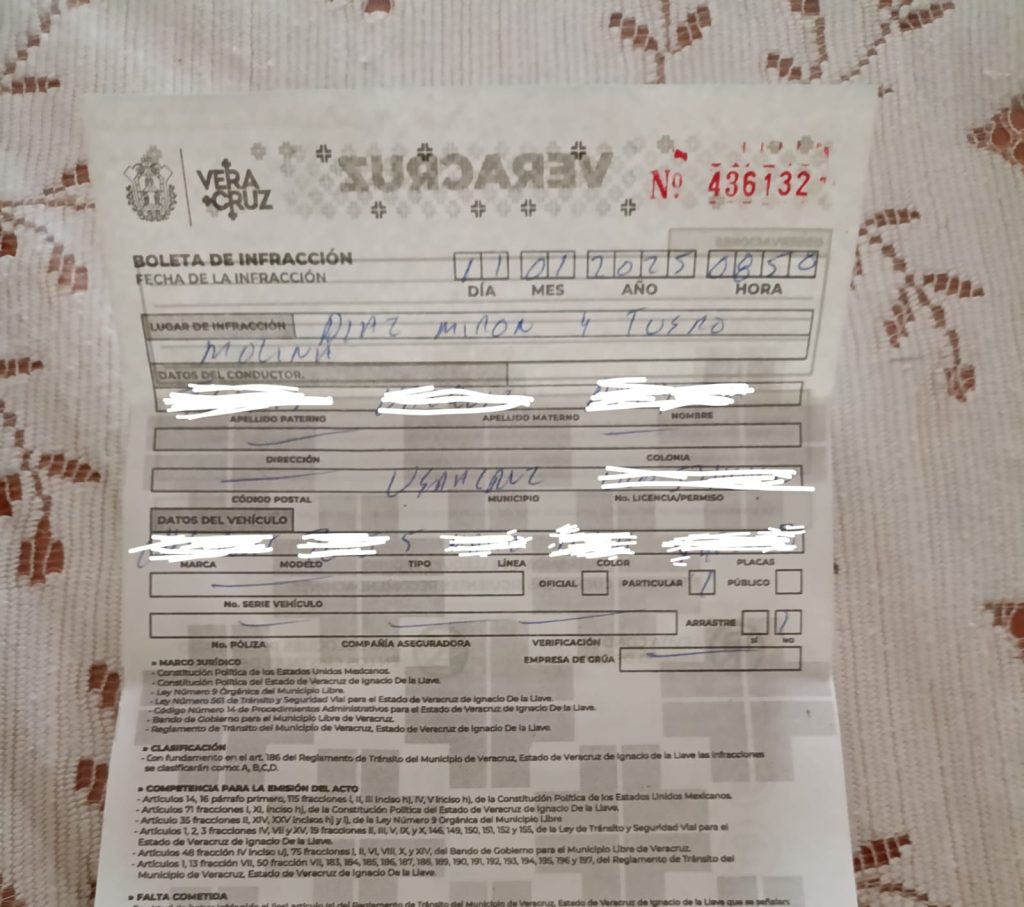 VERA
CRUZ
VERACRUZ
Nº 436132
OBSERVACIONES
BOLETA DE INFRACCIÓN
FECHA DE LA INFRACCIÓN
11 01 2025 0850
DÍA MES AÑO HORA
LUGAR DE INFRACCIÓN DIAZ MIRON Y TUERO
MOLINA
DATOS DEL CONDUCTOR.
APELLIDO PATERNO APELLIDO MATERNO NOMBRE
DIRECCIÓN COLONIA
VERACRUZ
CÓDIGO POSTAL MUNICIPIO No. LICENCIA/PERMISO
DATOS DEL VEHÍCULO
MARCA MODELO TIPO LÍNEA COLOR PLACAS
OFICIAL PARTICULAR PÚBLICO
No. SERIE VEHÍCULO
ARRASTRE SI NO
No. PÓLIZA COMPAÑÍA ASEGURADORA VERIFICACIÓN
EMPRESA DE GRÚA
» MARCO JURÍDICO
- Constitución Política de los Estados Unidos Mexicanos.
- Constitución Política del Estado de Veracruz de Ignacio De la Llave.
- Ley Número 9 Orgánica del Municipio Libre.
- Ley Número 561 de Tránsito y Seguridad Vial para el Estado de Veracruz de Ignacio De la Llave.
- Código Número 14 de Procedimientos Administrativos para el Estado de Veracruz de Ignacio De la Llave.
- Bando de Gobierno para el Municipio Libre de Veracruz.
- Reglamento de Tránsito del Municipio de Veracruz, Estado de Veracruz de Ignacio De la Llave.
» CLASIFICACIÓN
- Con fundamento en el art. 186 del Reglamento de Tránsito del Municipio de Veracruz, Estado de Veracruz de Ignacio de la Llave las infracciones
se clasificarán como: A, B,C,D.
» COMPETENCIA PARA LA EMISIÓN DEL ACTO
- Artículos 14, 16 párrafo primero, 115 fracciones I, II, III inciso h), IV, V inciso h), de la Constitución Política de los Estados Unidos Mexicanos.
- Artículos 71 fracciones I, XI, inciso h), de la Constitución Política del Estado de Veracruz de Ignacio De la Llave.
- Artículo 35 fracciones II, XIV, XXV incisos h) y i), de la Ley Número 9 Orgánica del Municipio Libre
- Artículos 1, 2, 3 fracciones IV, VII y XV, 19 fracciones II, III, V, IX y X, 146, 149, 150, 151, 152 y 155, de la Ley de Tránsito y Seguridad Vial para el
Estado de Veracruz de Ignacio De la Llave.
- Artículos 48 fracción IV inciso u), 75 fracciones I, II, VI, VIII, X, y XIV, del Bando de Gobierno para el Municipio Libre de Veracruz.
- Artículos 1, 13 fracción VII, 50 fracción VII, 183, 184, 185, 186, 187, 188, 189, 190, 191, 192, 193, 194, 195, 196 y 197, del Reglamento de Tránsito del
Municipio de Veracruz, Estado de Veracruz de Ignacio De la Llave.
» FALTA COMETIDA